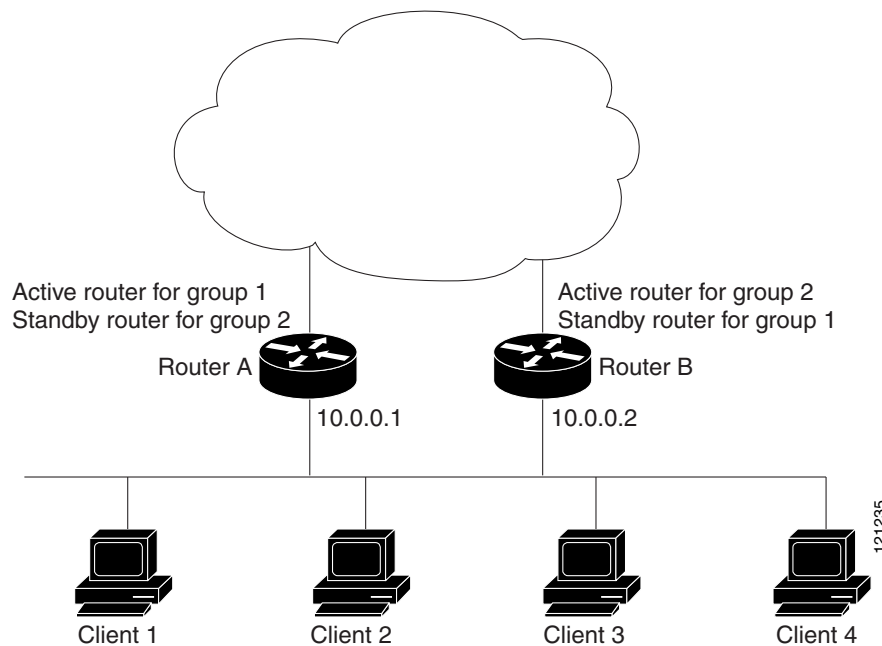 Active router for group 1
Standby router for group 2
Active router for group 2
Standby router for group 1
Router A
Router B
10.0.0.1
10.0.0.2
121235
Client 1
Client 2
Client 3
Client 4